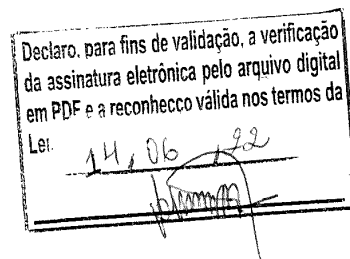 Declaro, para fins de validação, a verificação
da assinatura eletrônica pelo arquivo digital
em PDF e a reconhecco válida nos termos da
Lei.
14, 06, 22